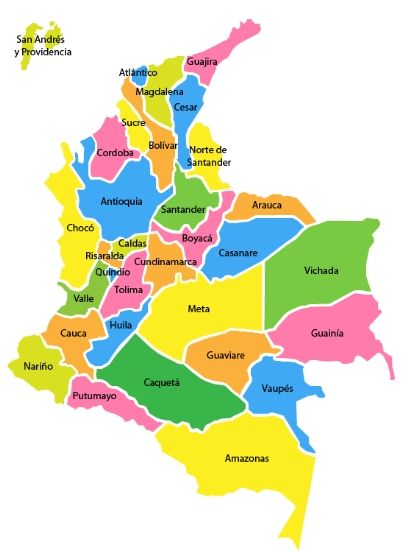 San Andrés
y Providencia
Guajira
Atlántico
Magdalena
Cesar
Sucre
Bolívar
Norte de
Santander
Cordoba
Antioquia
Santander
Arauca
Chocó
Boyacá
Caldas
Casanare
Risaralda
Cundinamarca
Quindío
Vichada
Tolima
Valle
Meta
Huila
Cauca
Guainía
Guaviare
Nariño
Caquetá
Vaupés
Putumayo
Amazonas